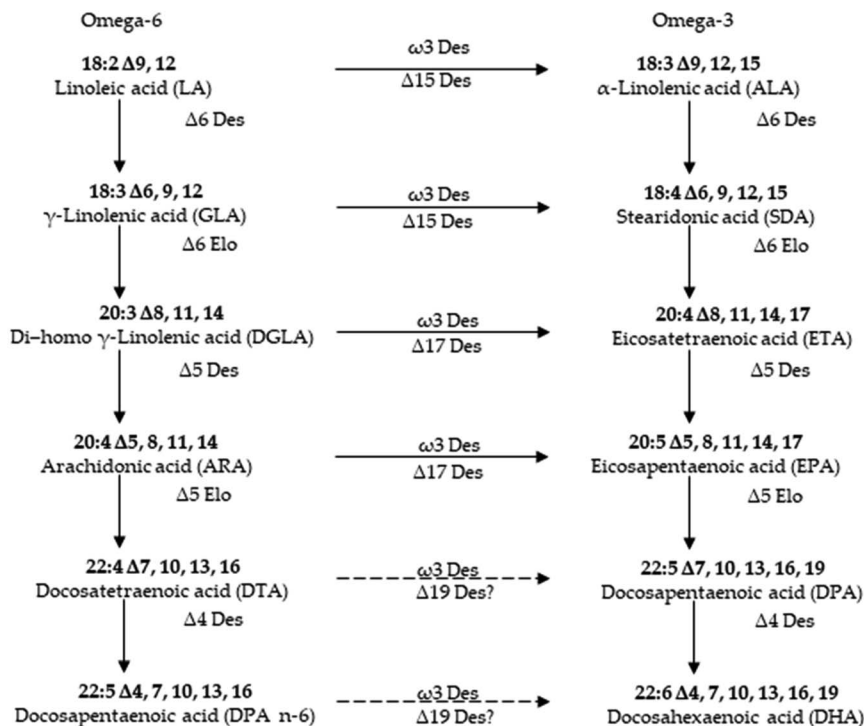 Omega-6
Omega-3
18:2 Δ9, 12
Linoleic acid (LA)
ω3 Des
Δ15 Des
18:3 Δ9, 12, 15
α-Linolenic acid (ALA)
Δ6 Des
Δ6 Des
18:3 Δ6, 9, 12
γ-Linolenic acid (GLA)
ω3 Des
Δ15 Des
18:4 Δ6, 9, 12, 15
Stearidonic acid (SDA)
Δ6 Elo
Δ6 Elo
20:3 Δ8, 11, 14
Di–homo γ-Linolenic acid (DGLA)
ω3 Des
Δ17 Des
20:4 Δ8, 11, 14, 17
Eicosatetraenoic acid (ETA)
Δ5 Des
Δ5 Des
20:4 Δ5, 8, 11, 14
Arachidonic acid (ARA)
ω3 Des
Δ17 Des
20:5 Δ5, 8, 11, 14, 17
Eicosapentaenoic acid (EPA)
Δ5 Elo
Δ5 Elo
22:4 Δ7, 10, 13, 16
Docosatetraenoic acid (DTA)
ω3 Des
Δ19 Des?
22:5 Δ7, 10, 13, 16, 19
Docosapentaenoic acid (DPA)
Δ4 Des
Δ4 Des
22:5 Δ4, 7, 10, 13, 16
Docosapentaenoic acid (DPA n-6)
ω3 Des
Δ19 Des?
22:6 Δ4, 7, 10, 13, 16, 19
Docosahexaenoic acid (DHA)